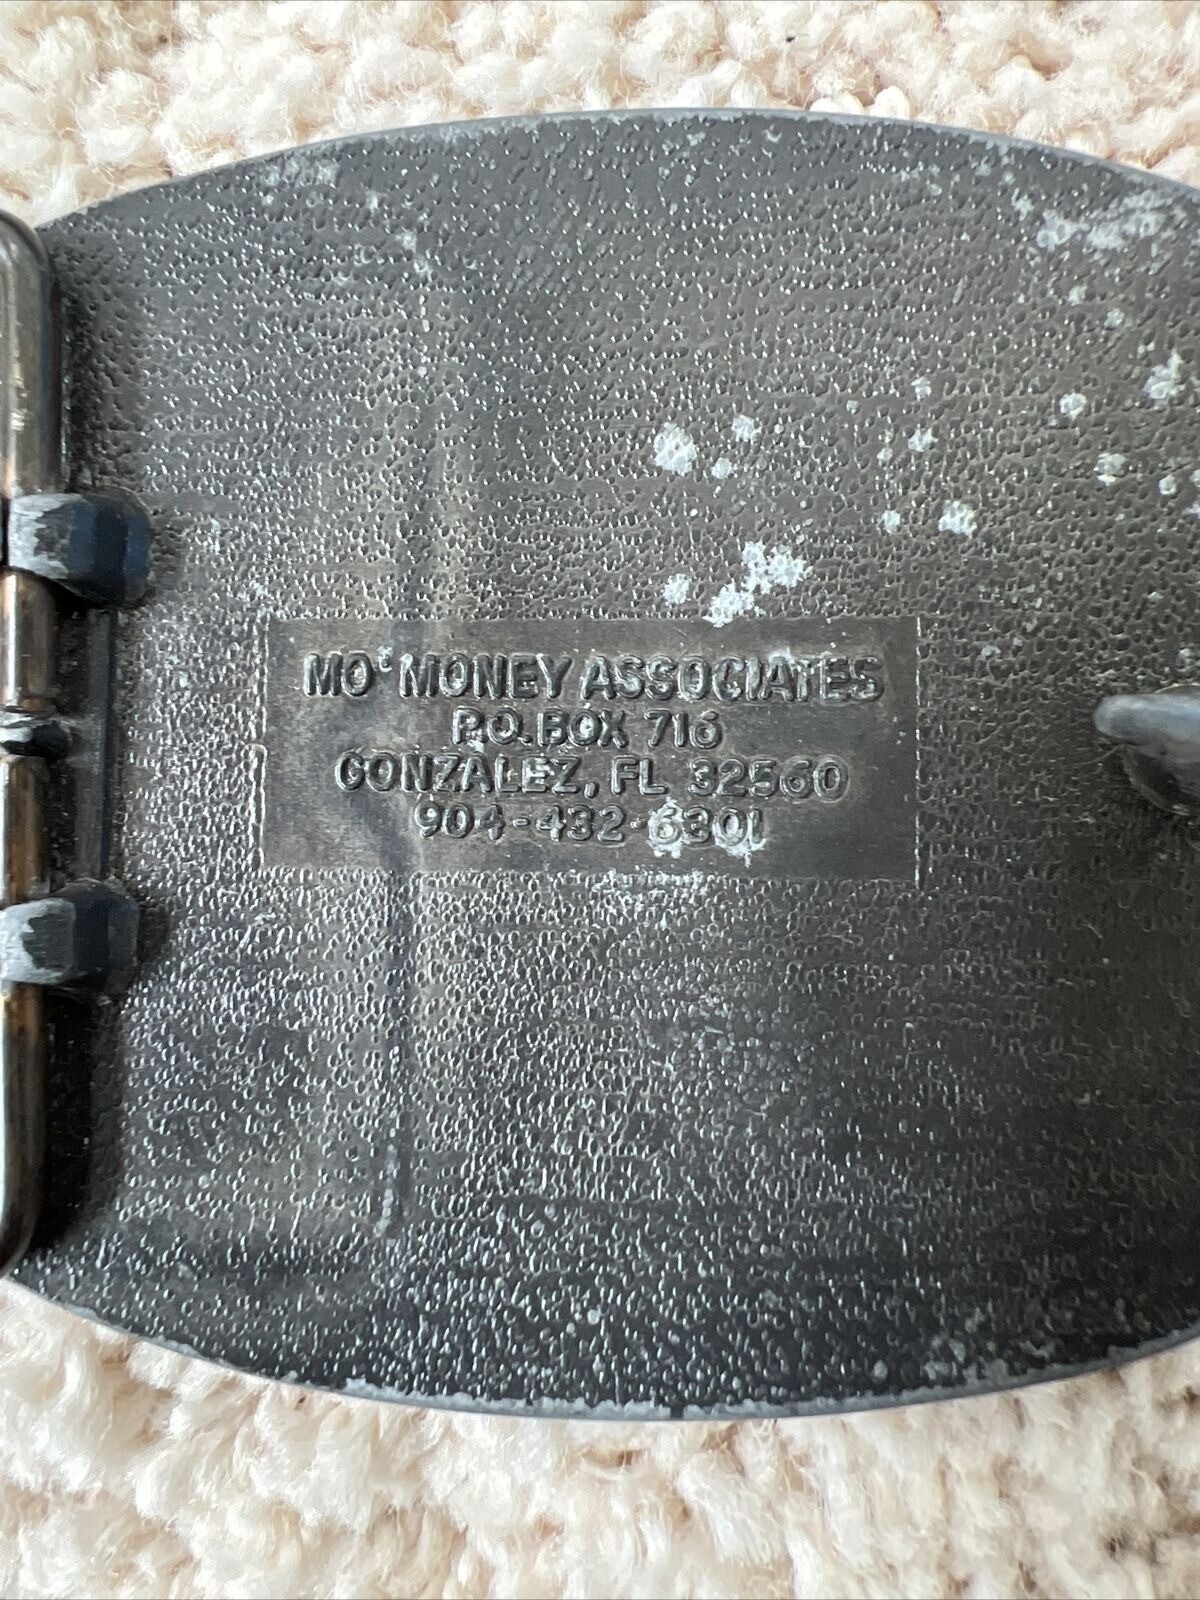 MO' MONEY ASSOCIATES
P.O. BOX 716
GONZALEZ, FL 32560
904-432-6301